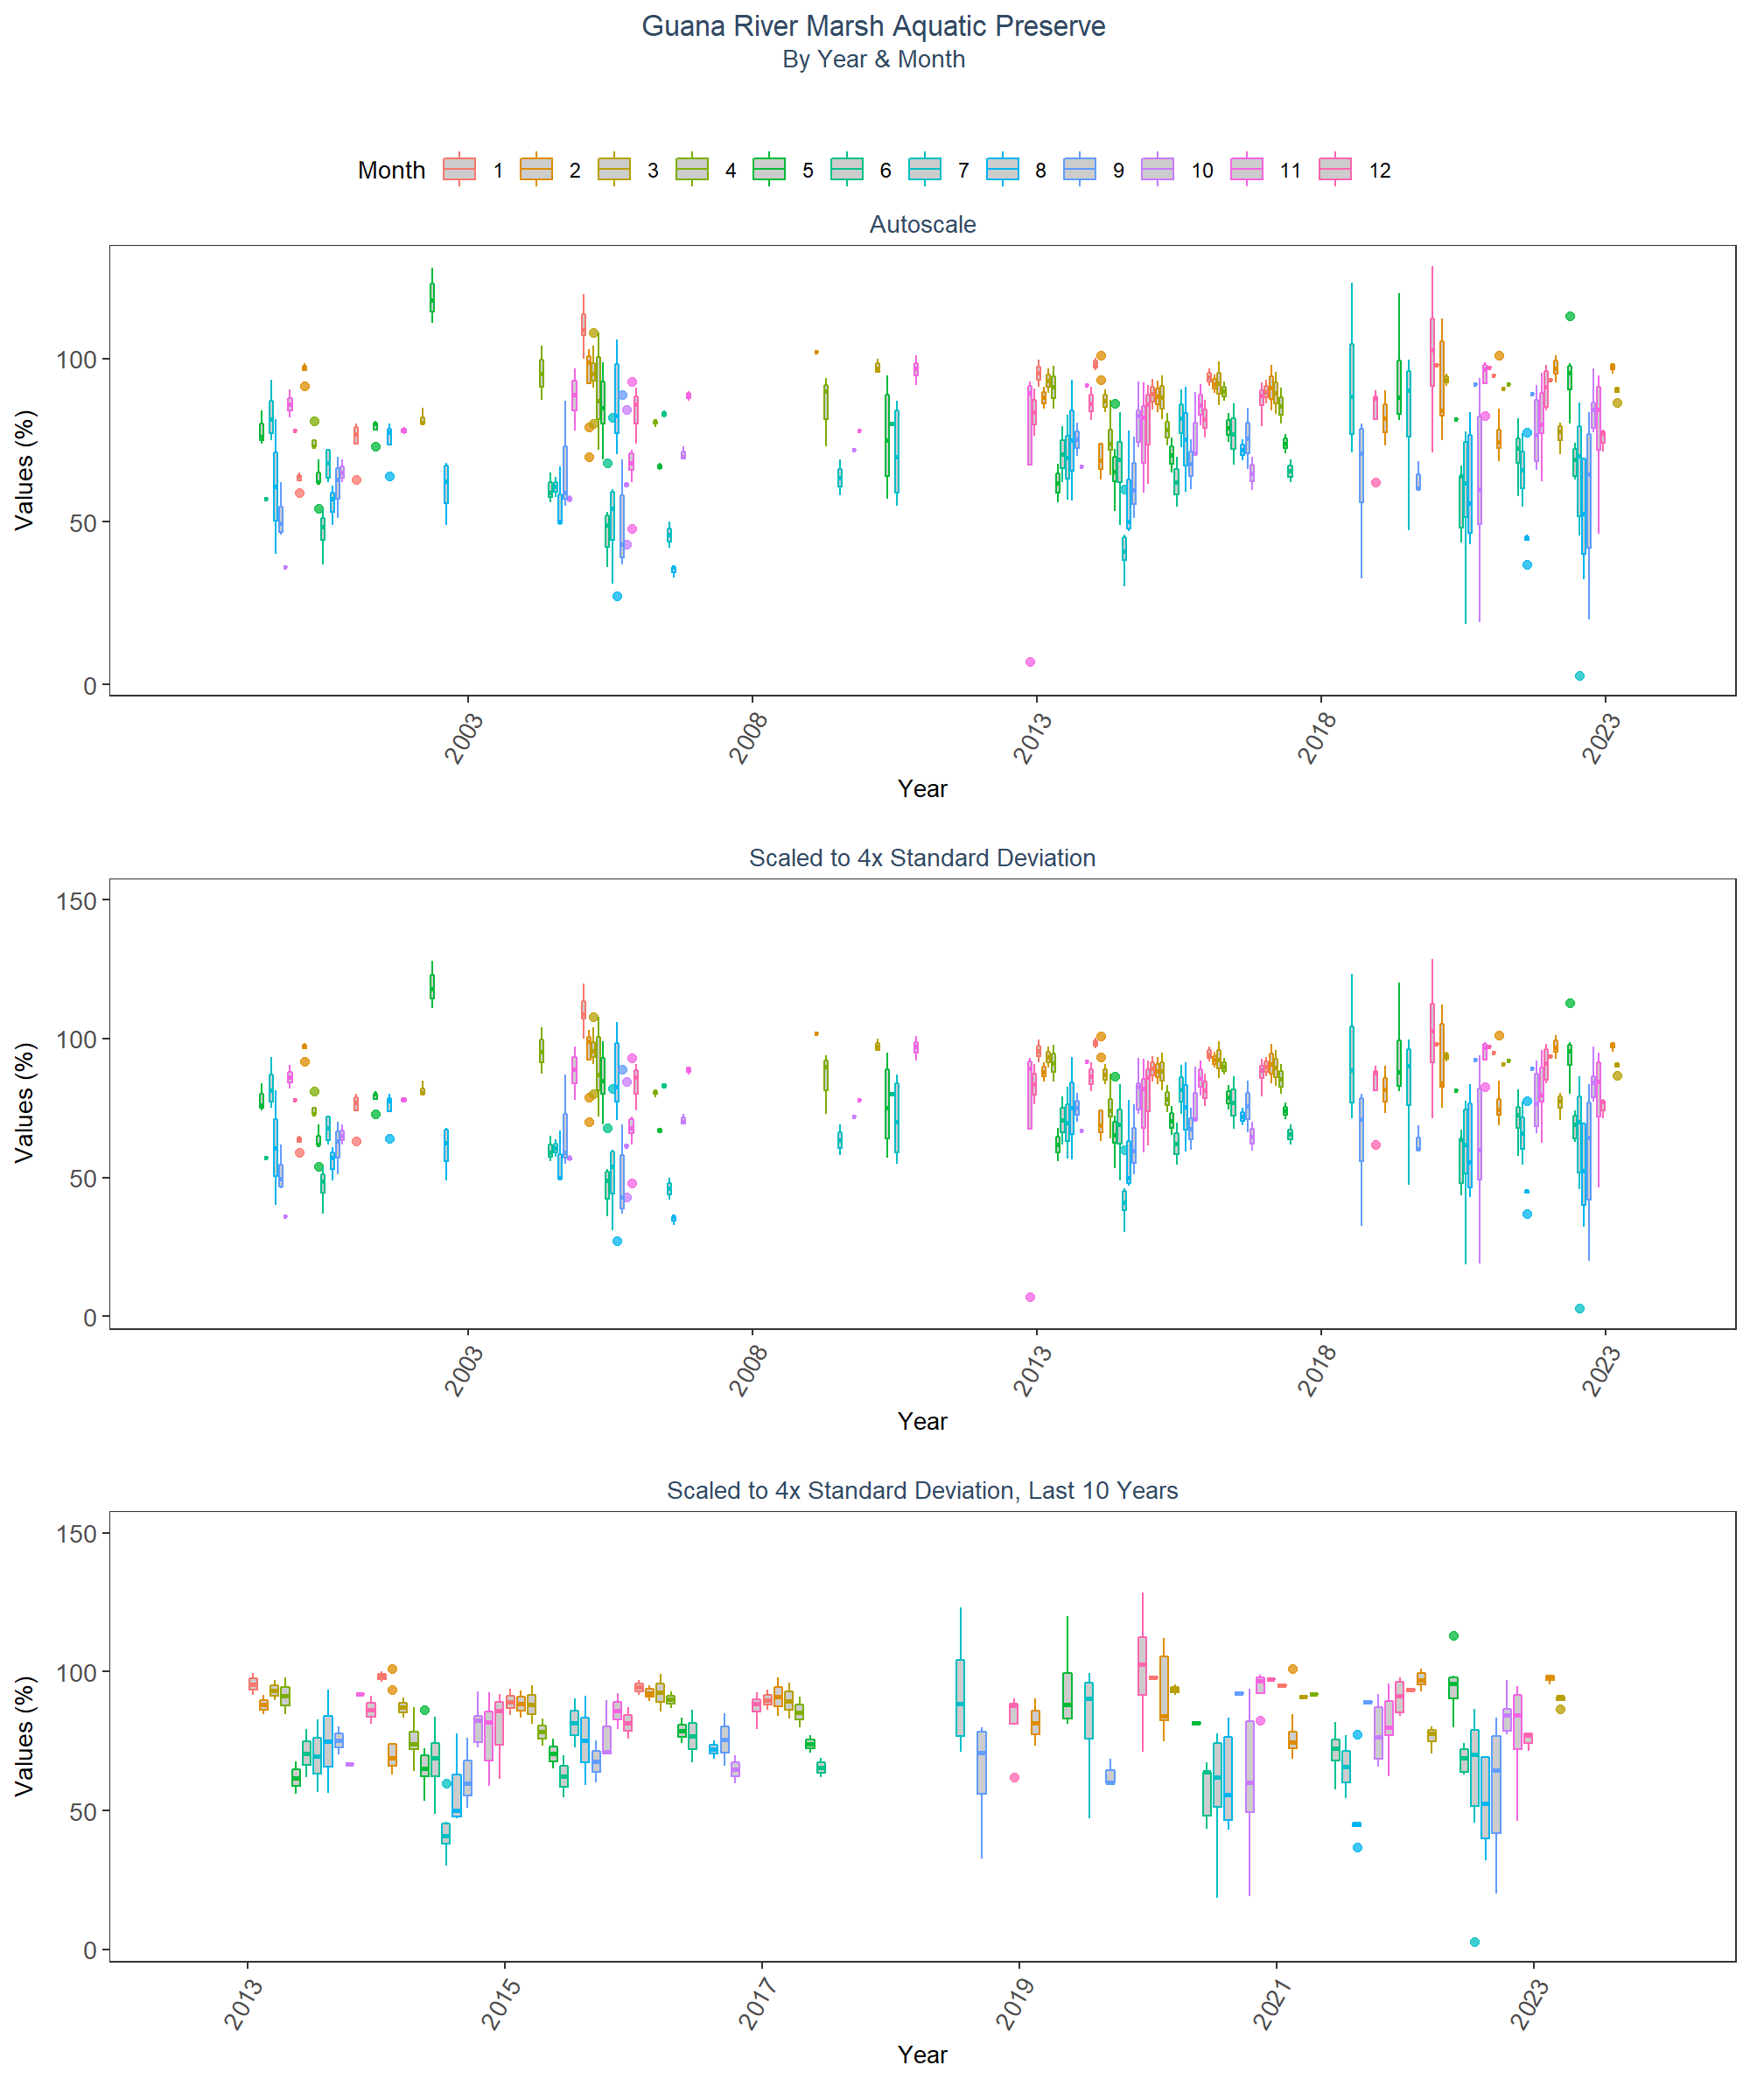 Guana River Marsh Aquatic Preserve
By Year & Month
Month 1 2 3 4 5 6 7 8 9 10 11 12
Autoscale
Values (%)
100
50
0
2003 2008 2013 2018 2023
Year
Scaled to 4x Standard Deviation
Values (%)
150
100
50
0
2003 2008 2013 2018 2023
Year
Scaled to 4x Standard Deviation, Last 10 Years
Values (%)
150
100
50
0
2013 2015 2017 2019 2021 2023
Year